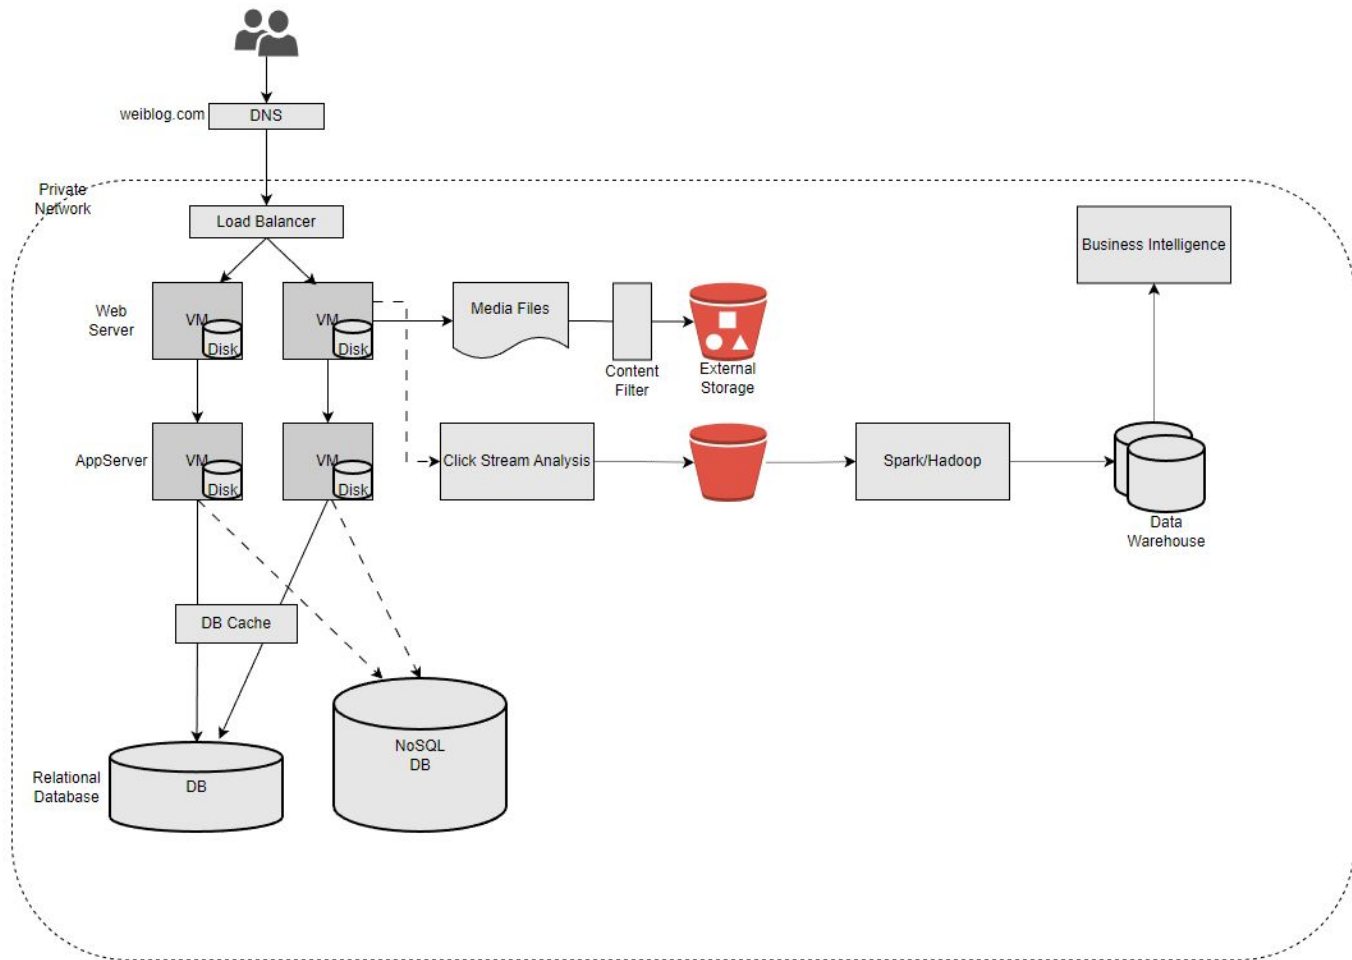 weiblog.com
DNS
Private
Network
Load Balancer
Business Intelligence
Web
Server
VM
Disk
VM
Disk
Media Files
Content
Filter
External
Storage
AppServer
VM
Disk
VM
Disk
Click Stream Analysis
Spark/Hadoop
Data
Warehouse
DB Cache
NoSQL
DB
Relational
Database
DB